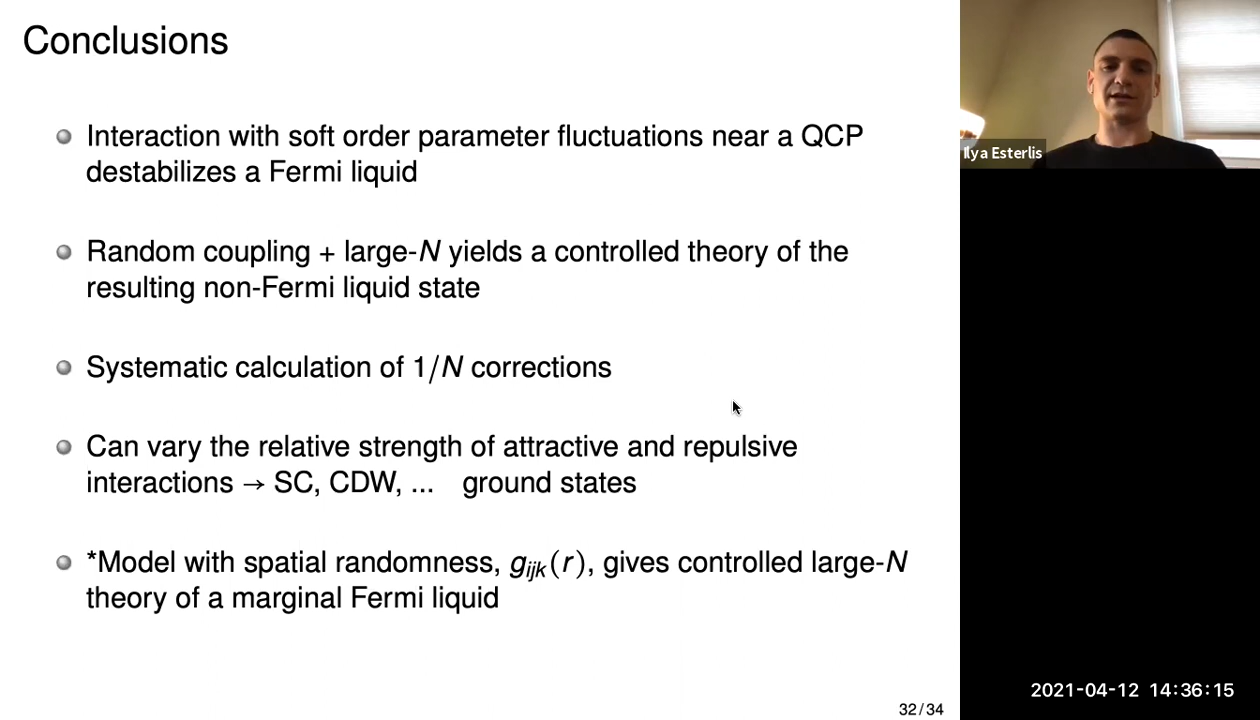 Conclusions
Interaction with soft order parameter fluctuations near a QCP
destabilizes a Fermi liquid
Random coupling + large-N yields a controlled theory of the
resulting non-Fermi liquid state
Systematic calculation of 1/N corrections
Can vary the relative strength of attractive and repulsive
interactions → SC, CDW, ... ground states
*Model with spatial randomness, gijk(r), gives controlled large-N
theory of a marginal Fermi liquid
32/34
Ilya Esterlis
2021-04-12 14:36:15